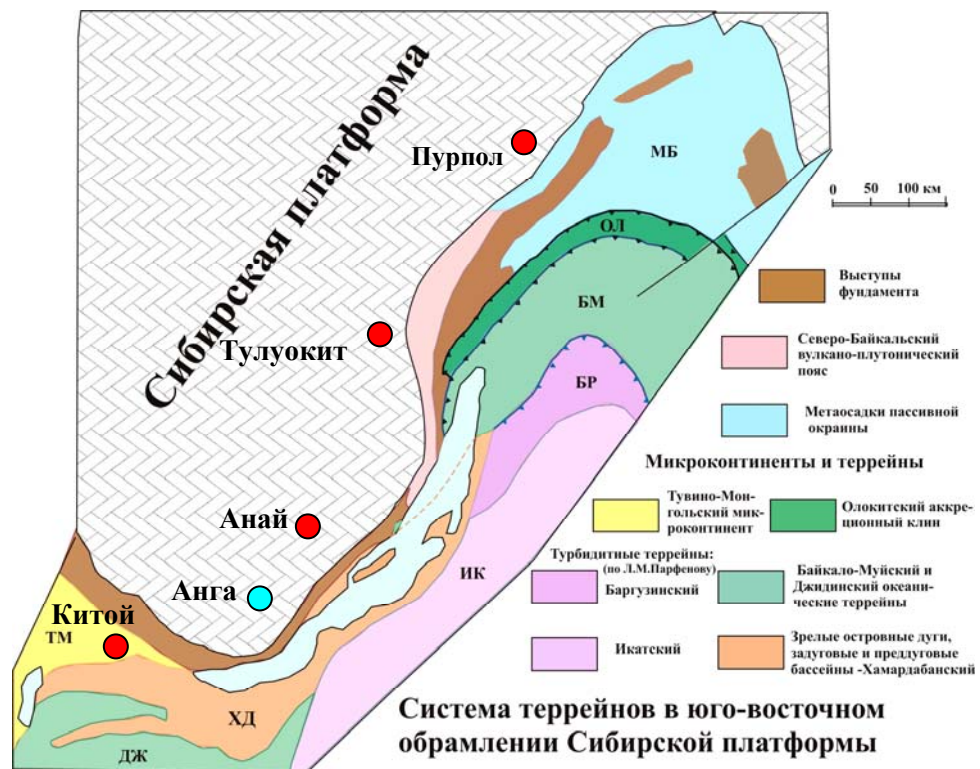 Сибирская платформа
Пурпол
МБ
0 50 100 км
ОЛ
БМ
Тулуокит
БР
Анай
Анга
ИК
Китой
ТМ
ХД
ДЖ
Выступы
фундамента
Северо-Байкальский
вулкано-плутонический
пояс
Метаосадки пассивной
окраины
Микроконтиненты и террейны
Тувино-Мон-
гольский мик-
роконтинент
Олокитский аккре-
ционный клин
Турбидитные террейны:
(по Л.М.Парфенову)
Баргузинский
Байкало-Муйский и
Джидинский океани-
ческие террейны
Икатский
Зрелые островные дуги,
задуговые и преддуговые
бассейны -Хамардабанский
Система террейнов в юго-восточном
обрамлении Сибирской платформы